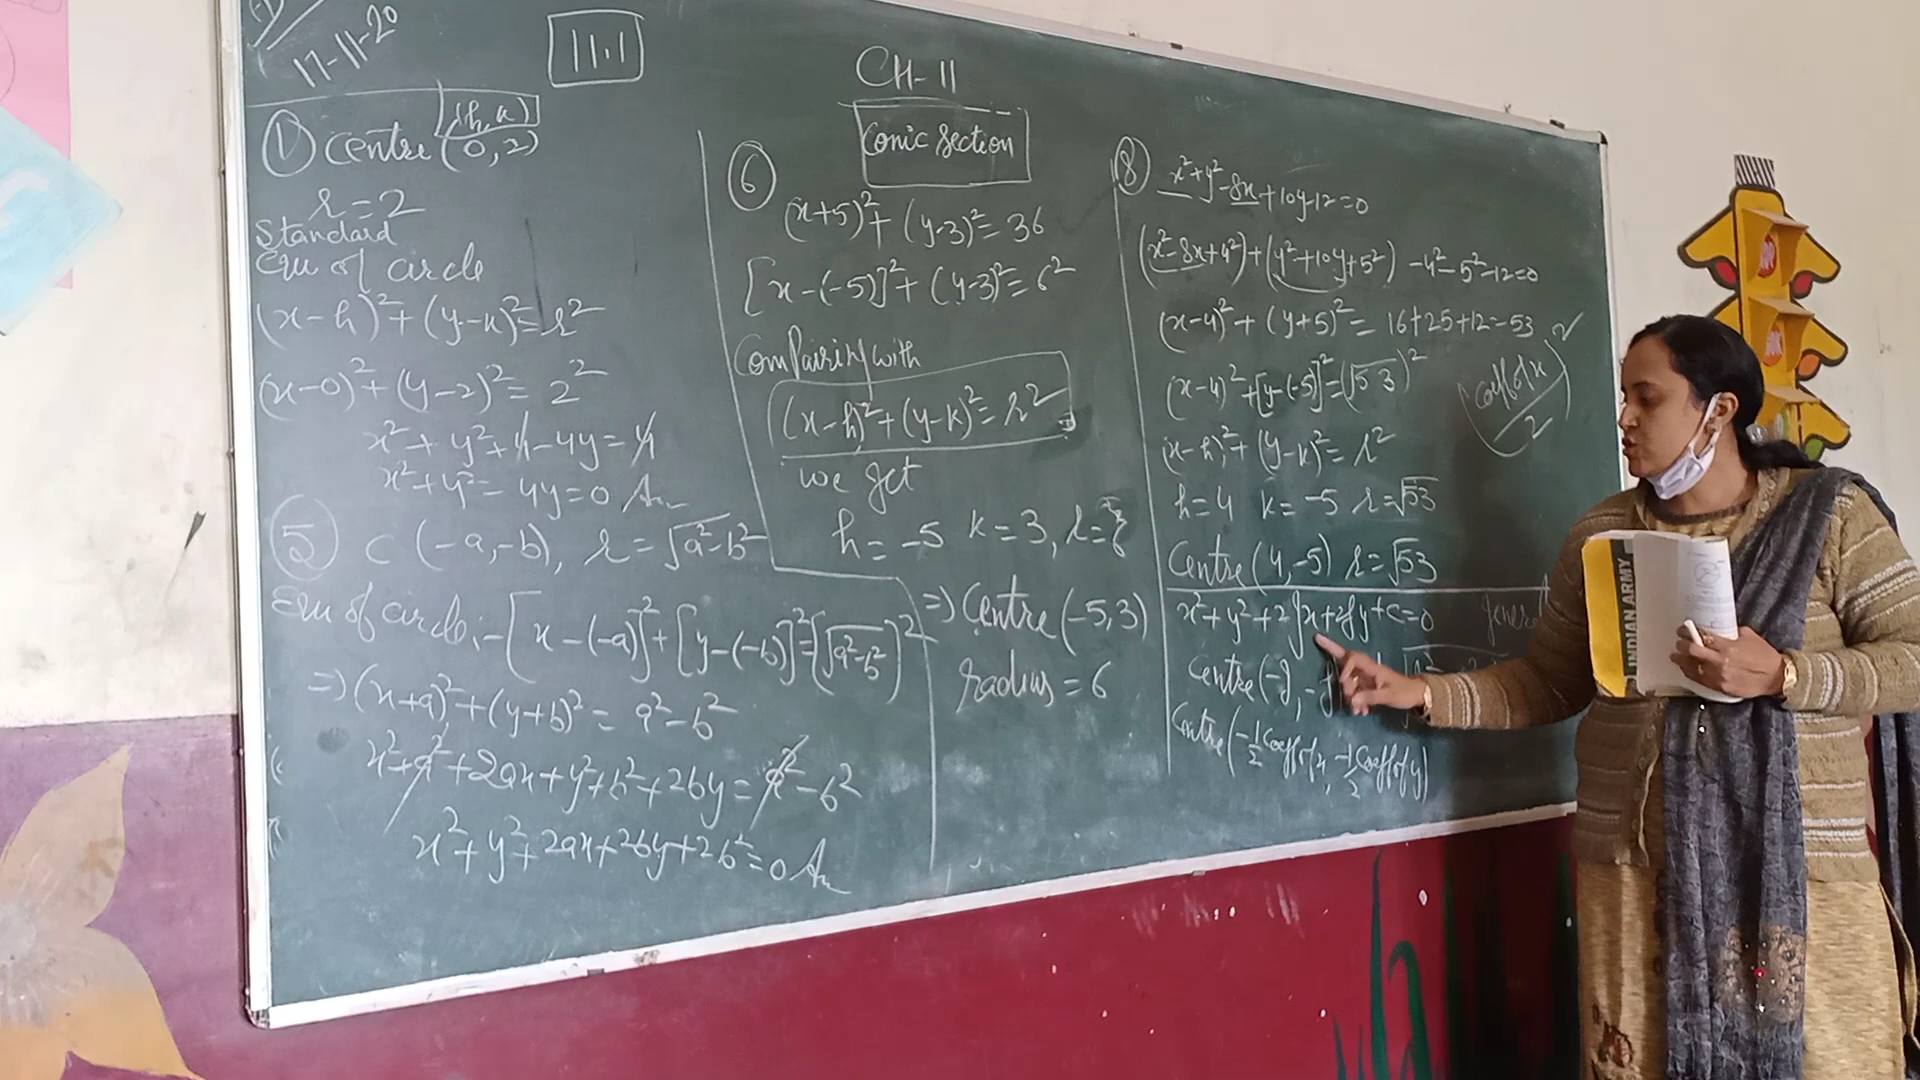 17-11-20
11.1
CH-11
Conic Section
① Centre (0,2)
(h,k)
r=2
Standard
Equ of circle
(x-h)²+(y-k)²=r²
(x-0)²+(y-2)²=2²
x²+y²+4-4y=4
x²+y²-4y=0 An
⑤ C(-a,-b), r=√a²-b²
Equ of circle:- [x-(-a)]²+[y-(-b)]²=(√a²-b²)²
⇒(x+a)²+(y+b)²=a²-b²
x²+a²+2ax+y²+b²+2by=a²-b²
x²+y²+2ax+2by+2b²=0 An
⑥
(x+5)²+(y-3)²=36
[x-(-5)]²+(y-3)²=6²
Compairing with
(x-h)²+(y-k)²=r²
we get
h=-5 k=3, r=
⇒ Centre (-5,3)
radius=6
⑧ x²+y²-8x+10y-12=0
(x²-8x+4²)+(y²+10y+5²)-4²-5²-12=0
(x-4)²+(y+5)²=16+25+12=53
(x-4)²+[y-(-5)]²=(√53)²
(coeff of x/2)²
(x-h)²+(y-k)²=r²
h=4 k=-5 r=√53
Centre (4,-5) r=√53
x²+y²+2gx+2fy+c=0
Centre (-g,-f
Centre (-1/2 Coeff of x, -1/2 Coeff of y)
INDIAN ARMY